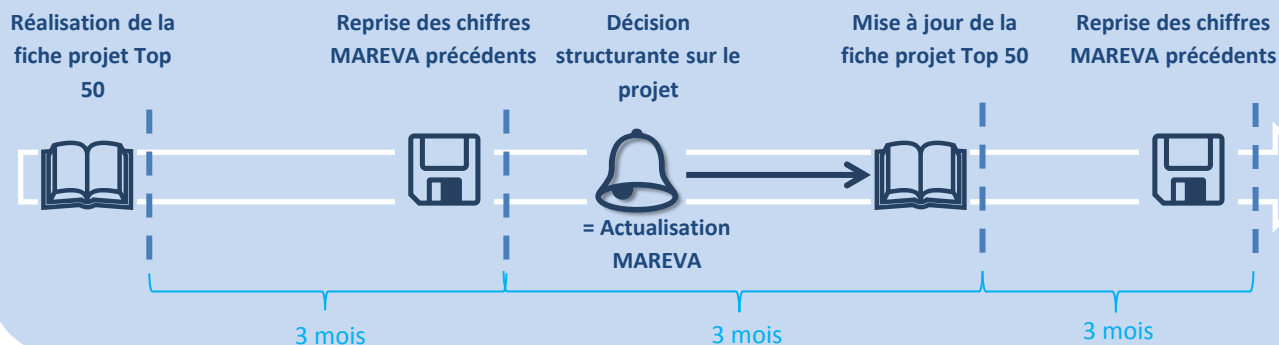 Réalisation de la
fiche projet Top
50
Reprise des chiffres
MAREVA précédents
Décision
structurante sur le
projet
Mise à jour de la
fiche projet Top 50
Reprise des chiffres
MAREVA précédents
= Actualisation
MAREVA
3 mois
3 mois
3 mois